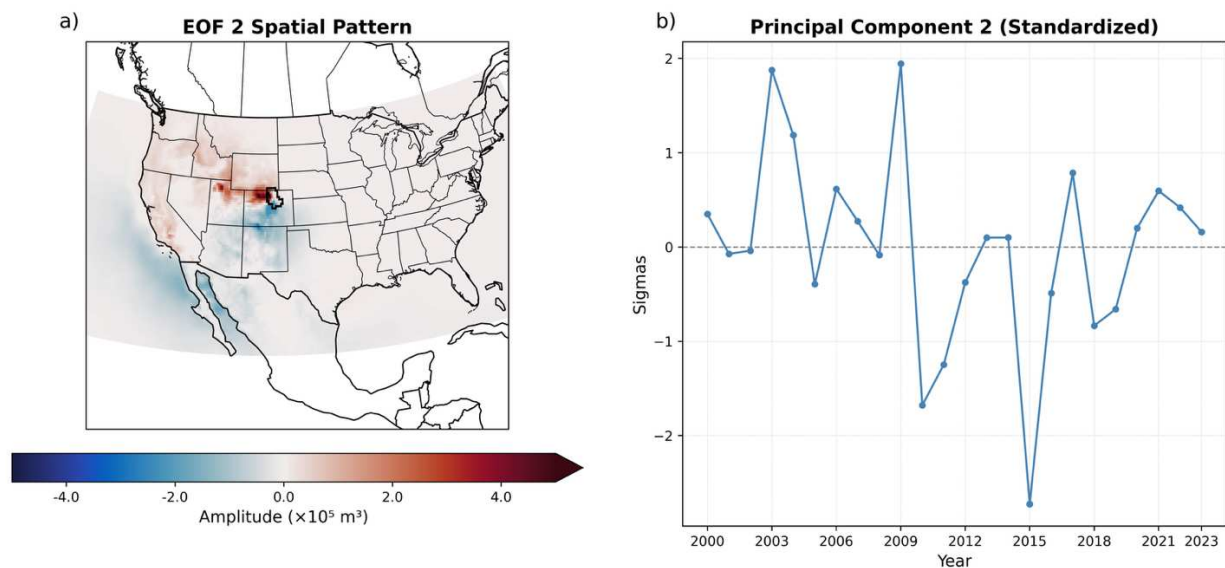 a)
EOF 2 Spatial Pattern
-4.0 -2.0 0.0 2.0 4.0
Amplitude (×10⁵ m³)
b)
Principal Component 2 (Standardized)
2
1
0
−1
−2
Sigmas
2000 2003 2006 2009 2012 2015 2018 2021 2023
Year